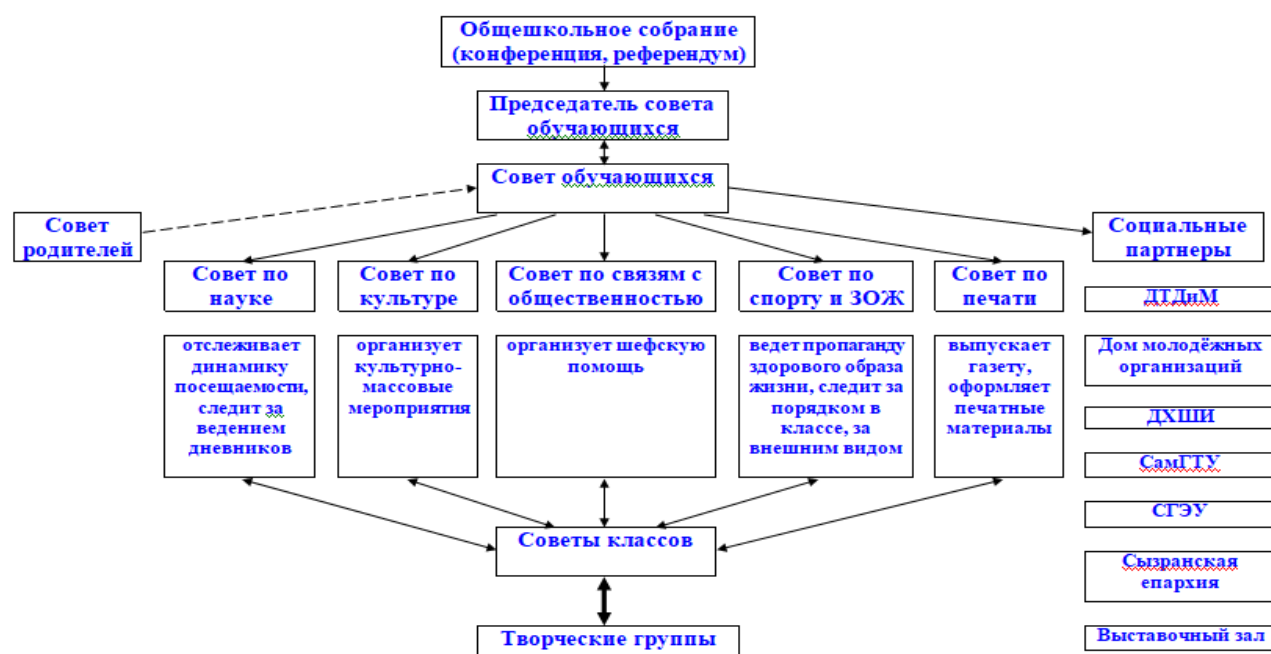 Общешкольное собрание
(конференция, референдум)
Председатель совета
обучающихся
Совет обучающихся
Совет
родителей
Социальные
партнеры
Совет по
науке
Совет по
культуре
Совет по связям с
общественностью
Совет по
спорту и ЗОЖ
Совет по
печати
отслеживает
динамику
посещаемости,
следит за
ведением
дневников
организует
культурно-
массовые
мероприятия
организует шефскую
помощь
ведет пропаганду
здорового образа
жизни, следит за
порядком в
классе, за
внешним видом
выпускает
газету,
оформляет
печатные
материалы
ДТДиМ
Дом молодёжных
организаций
ДХШИ
СамГТУ
СГЭУ
Сызранская
епархия
Выставочный зал
Советы классов
Творческие группы